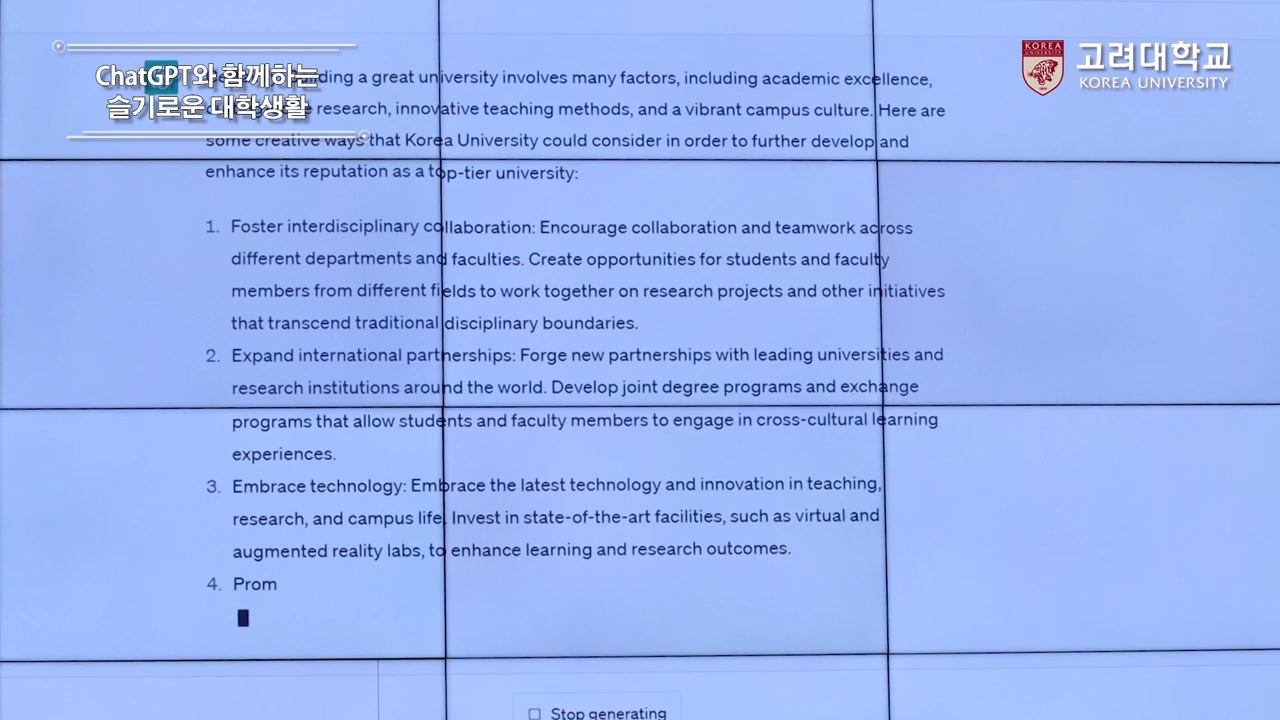 ChatGPT와 함께하는
슬기로운 대학생활
KOREA
UNIVERSITY
1905
고려대학교
KOREA UNIVERSITY
a great university involves many factors, including academic excellence,
research, innovative teaching methods, and a vibrant campus culture. Here are
some creative ways that Korea University could consider in order to further develop and
enhance its reputation as a top-tier university:
1. Foster interdisciplinary collaboration: Encourage collaboration and teamwork across
different departments and faculties. Create opportunities for students and faculty
members from different fields to work together on research projects and other initiatives
that transcend traditional disciplinary boundaries.
2. Expand international partnerships: Forge new partnerships with leading universities and
research institutions around the world. Develop joint degree programs and exchange
programs that allow students and faculty members to engage in cross-cultural learning
experiences.
3. Embrace technology: Embrace the latest technology and innovation in teaching,
research, and campus life. Invest in state-of-the-art facilities, such as virtual and
augmented reality labs, to enhance learning and research outcomes.
4. Prom
Stop generating